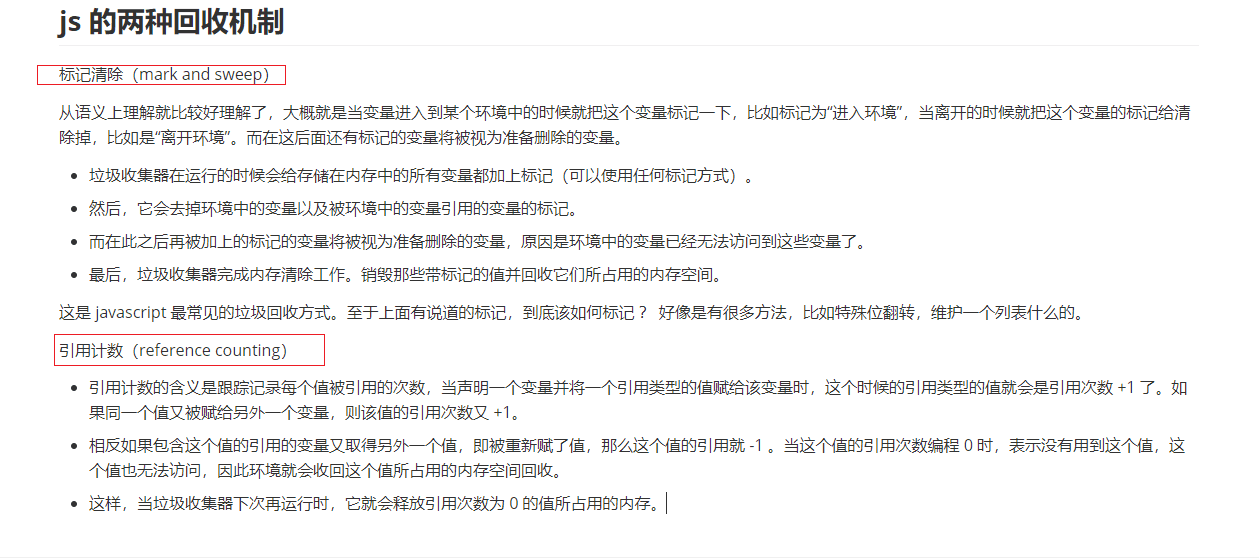 js 的两种回收机制
标记清除（mark and sweep）
从语义上理解就比较好理解了，大概就是当变量进入到某个环境中的时候就把这个变量标记一下，比如标记为“进入环境”，当离开的时候就把这个变量的标记给清
除掉，比如是“离开环境”。而在这后面还有标记的变量将被视为准备删除的变量。
• 垃圾收集器在运行的时候会给存储在内存中的所有变量都加上标记（可以使用任何标记方式）。
• 然后，它会去掉环境中的变量以及被环境中的变量引用的变量的标记。
• 而在此之后再被加上的标记的变量将被视为准备删除的变量，原因是环境中的变量已经无法访问到这些变量了。
• 最后，垃圾收集器完成内存清除工作。销毁那些带标记的值并回收它们所占用的内存空间。
这是 javascript 最常见的垃圾回收方式。至于上面有说道的标记，到底该如何标记？ 好像是有很多方法，比如特殊位翻转，维护一个列表什么的。
引用计数（reference counting）
• 引用计数的含义是跟踪记录每个值被引用的次数，当声明一个变量并将一个引用类型的值赋给该变量时，这个时候的引用类型的值就会是引用次数 +1 了。如
果同一个值又被赋给另外一个变量，则该值的引用次数又 +1。
• 相反如果包含这个值的引用的变量又取得另外一个值，即被重新赋了值，那么这个值的引用就 -1 。当这个值的引用次数编程 0 时，表示没有用到这个值，这
个值也无法访问，因此环境就会收回这个值所占用的内存空间回收。
• 这样，当垃圾收集器下次再运行时，它就会释放引用次数为 0 的值所占用的内存。